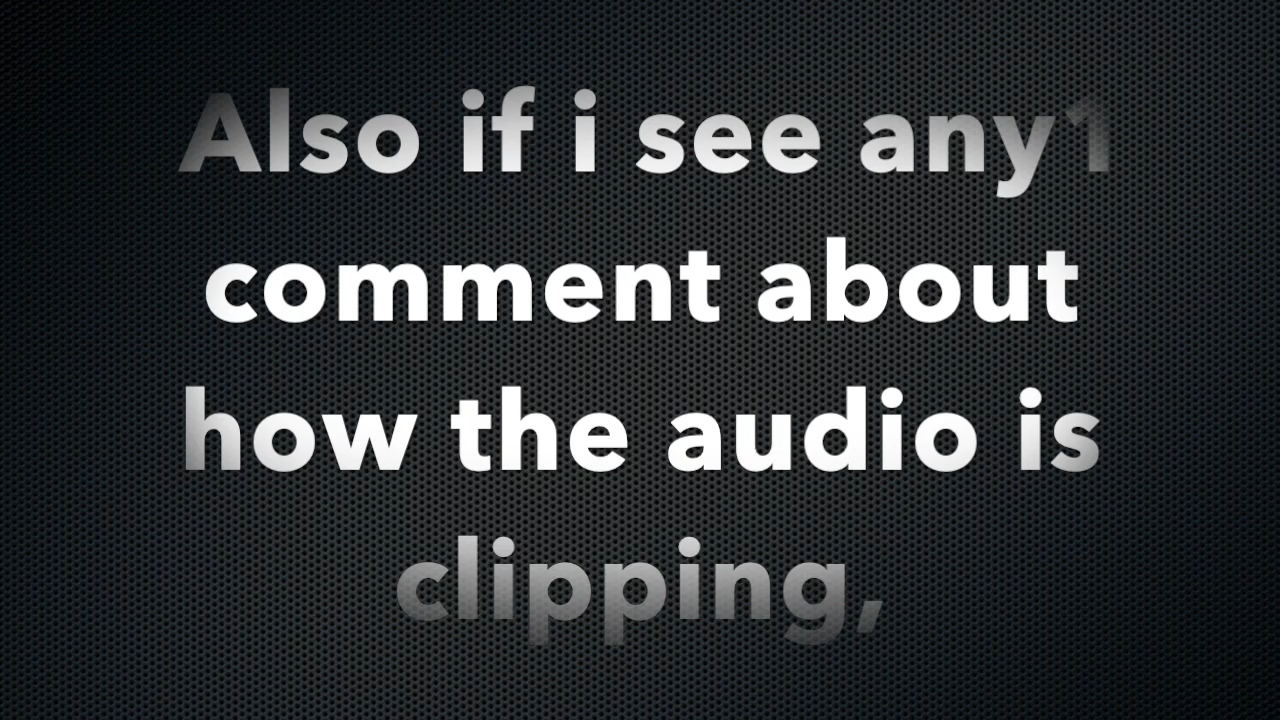 Also if i see any1
comment about
how the audio is
clipping,